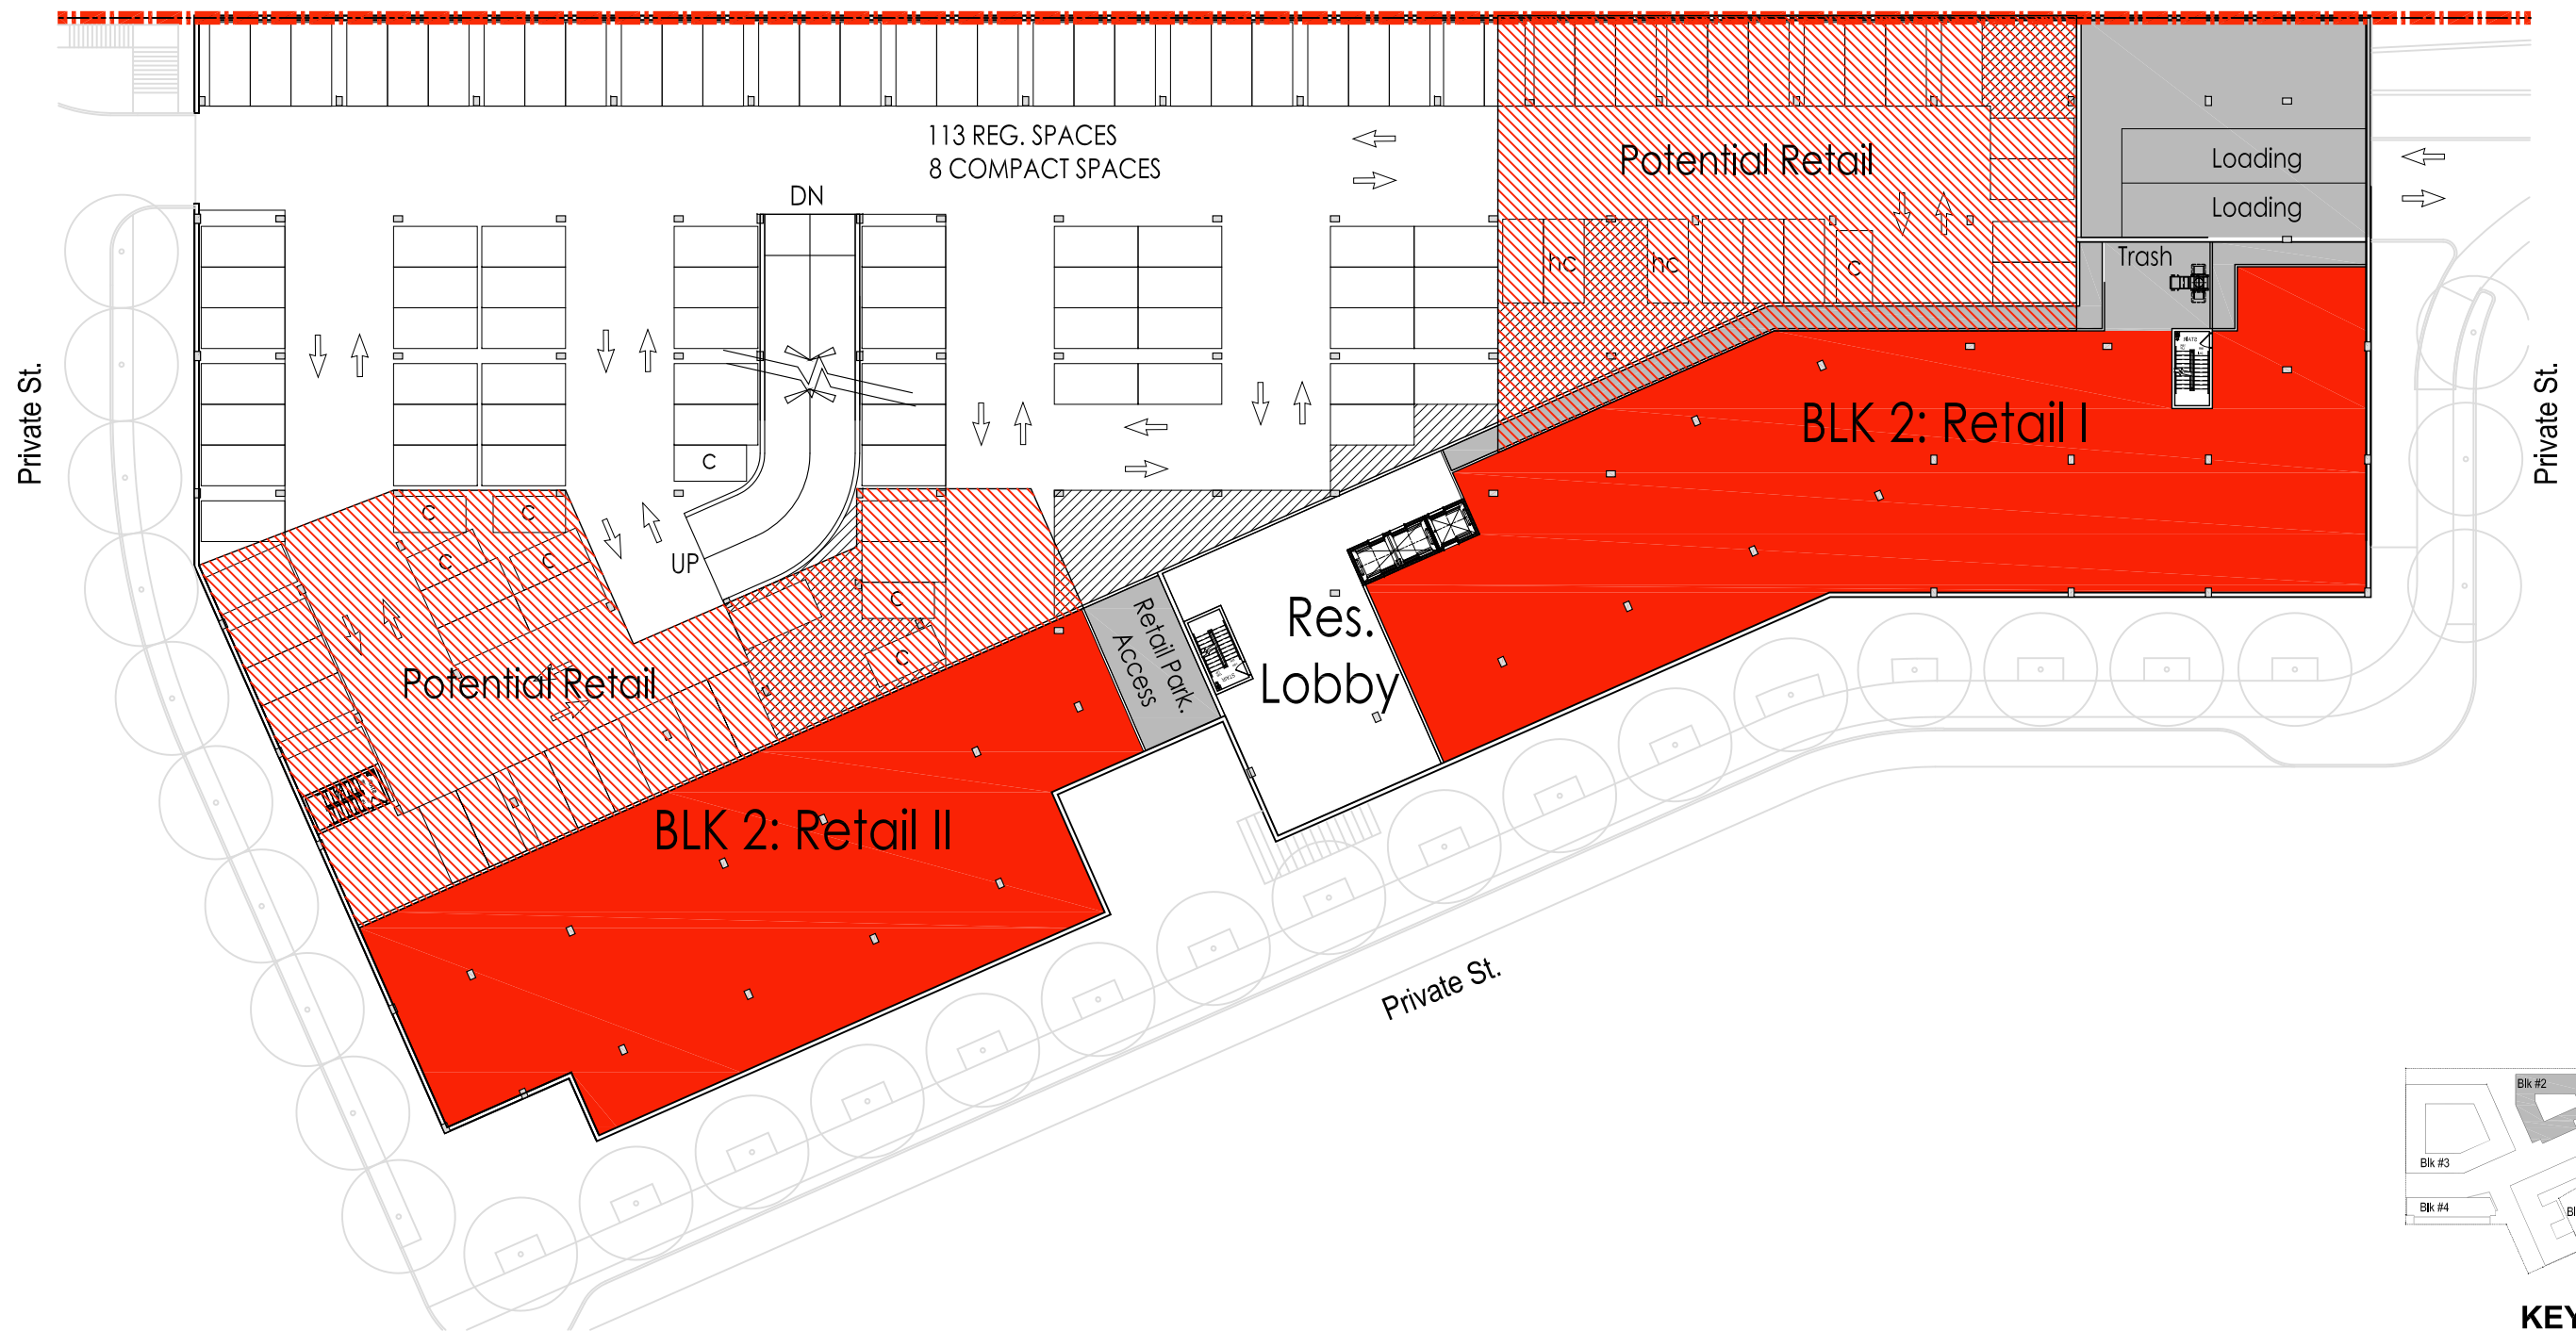 113 REG. SPACES
8 COMPACT SPACES
DN
Potential Retail
Loading
Loading
Trash
hc
hc
c
Private St.
Private St.
BLK 2: Retail I
c
c
c
c
c
c
c
UP
Potential Retail
Retail Park.
Access
Res.
Lobby
BLK 2: Retail II
STAIR
Private St.
Blk #2
Blk #3
Blk #4
KEY